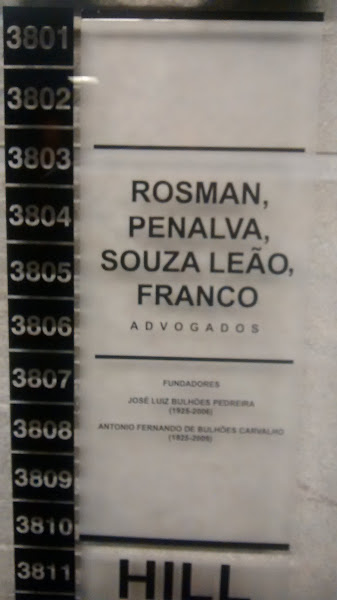 3801
3802
3803
3804
3805
3806
3807
3808
3809
3810
3811
ROSMAN,
PENALVA,
SOUZA LEÃO,
FRANCO
ADVOGADOS
FUNDADORES
JOSÉ LUIZ BULHÕES PEDREIRA
(1925-2006)
ANTONIO FERNANDO DE BULHÕES CARVALHO
(1925-2009)
HILL